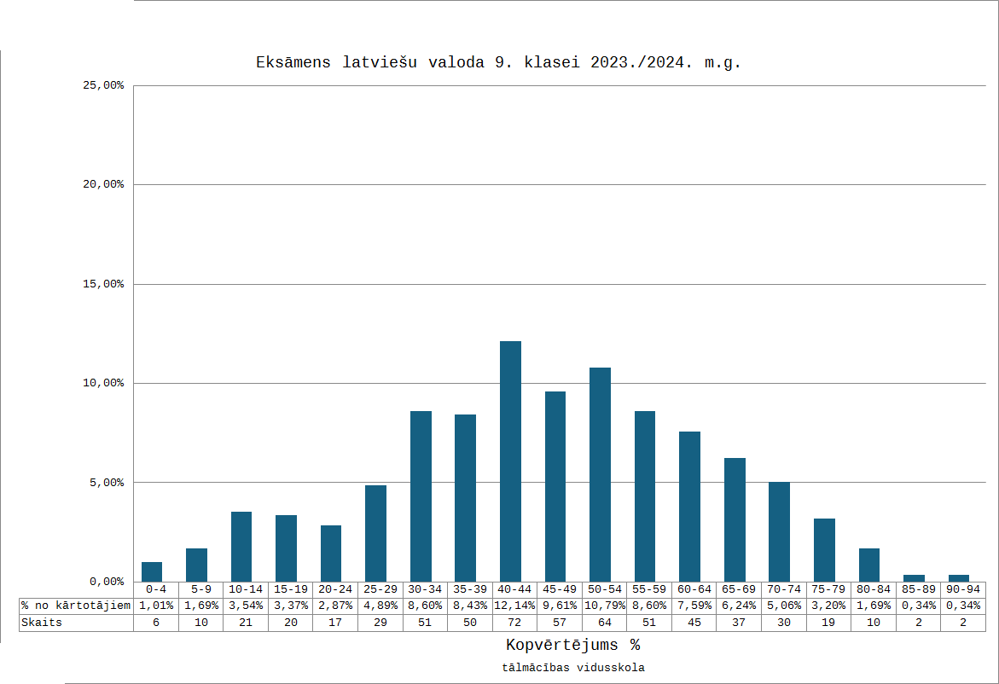 Eksāmens latviešu valoda 9. klasei 2023./2024. m.g.
25,00%
20,00%
15,00%
10,00%
5,00%
0,00%
0-4 5-9 10-14 15-19 20-24 25-29 30-34 35-39 40-44 45-49 50-54 55-59 60-64 65-69 70-74 75-79 80-84 85-89 90-94
% no kārtotājiem 1,01% 1,69% 3,54% 3,37% 2,87% 4,89% 8,60% 8,43% 12,14% 9,61% 10,79% 8,60% 7,59% 6,24% 5,06% 3,20% 1,69% 0,34% 0,34%
Skaits 6 10 21 20 17 29 51 50 72 57 64 51 45 37 30 19 10 2 2
Kopvērtējums %
tālmācības vidusskola